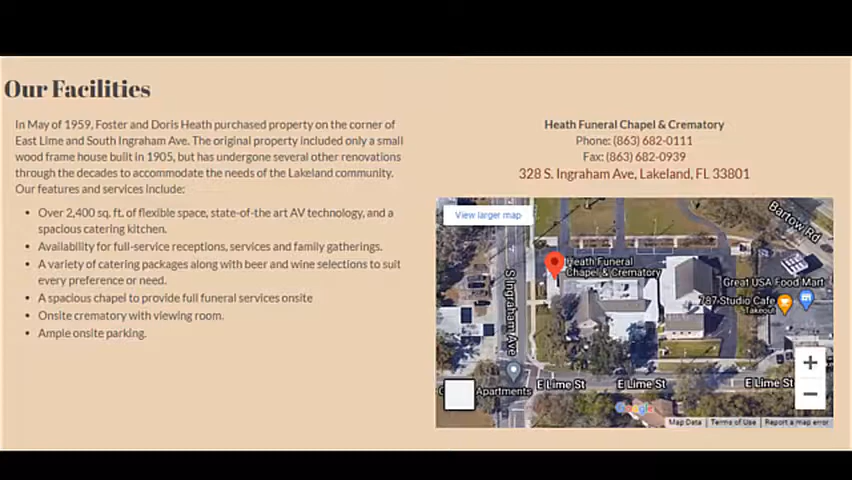 Our Facilities
In May of 1959, Foster and Doris Heath purchased property on the corner of
East Lime and South Ingraham Ave. The original property included only a small
wood frame house built in 1905, but has undergone several other renovations
through the decades to accommodate the needs of the Lakeland community.
Our features and services include:
• Over 2,400 sq. ft. of flexible space, state-of-the art AV technology, and a
spacious catering kitchen.
• Availability for full-service receptions, services and family gatherings.
• A variety of catering packages along with beer and wine selections to suit
every preference or need.
• A spacious chapel to provide full funeral services onsite
• Onsite crematory with viewing room.
• Ample onsite parking.
Heath Funeral Chapel & Crematory
Phone: (863) 682-0111
Fax: (863) 682-0939
328 S. Ingraham Ave, Lakeland, FL 33801
View larger map
Bartow Rd
Heath Funeral
Chapel & Crematory
S Ingraham Ave
Great USA Food Mart
787 Studio Cafe
Takeout
Apartments
E Lime St
E Lime St
E Lime St
Google
Map Data
Terms of Use
Report a map error